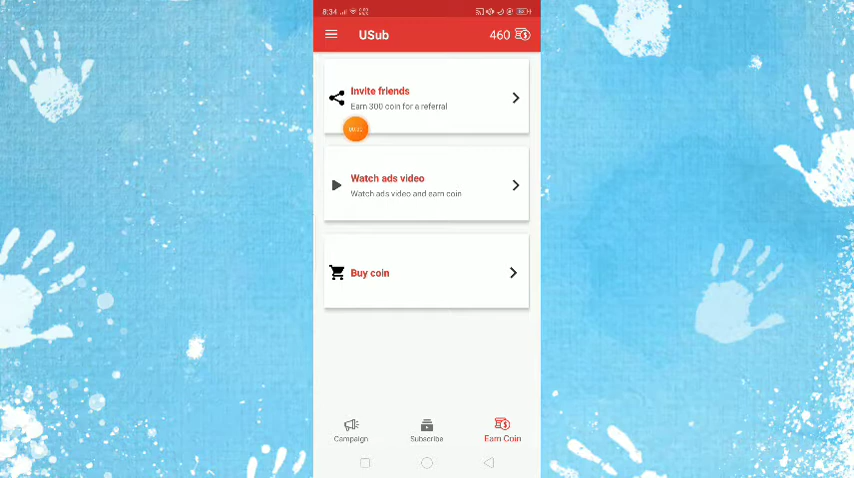 8:34
USub
460
Invite friends
Earn 300 coin for a referral
Watch ads video
Watch ads video and earn coin
Buy coin
Campaign
Subscribe
Earn Coin